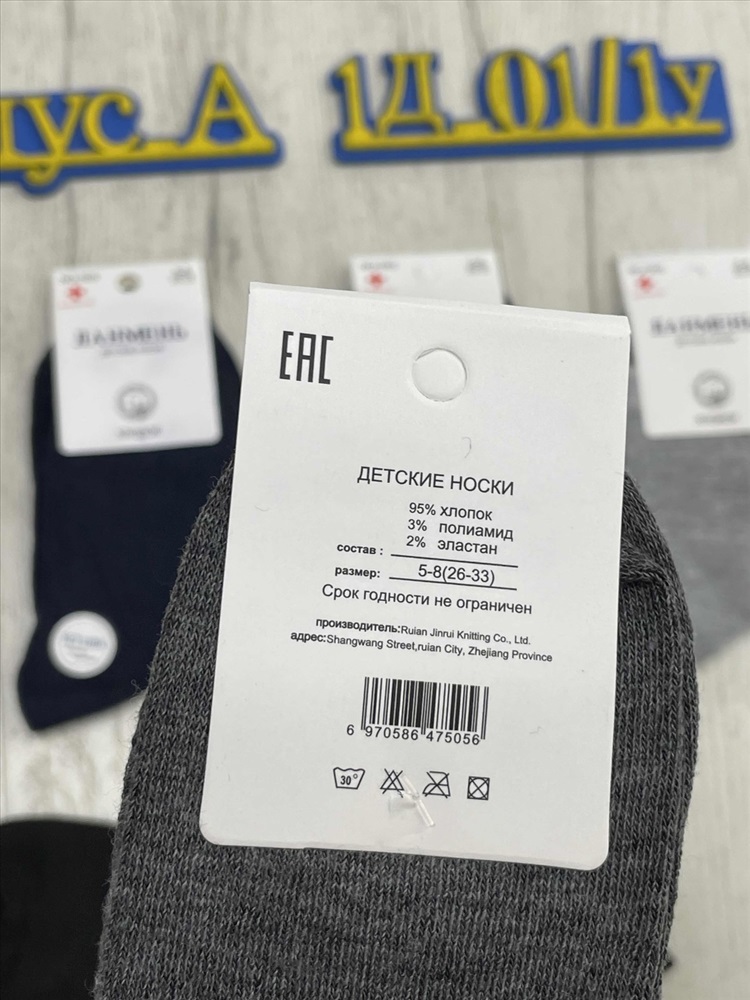 пус_А 1Д_01/1у
ЛАНМЕНЬ
ЛАНМЕНЬ
EAC
ДЕТСКИЕ НОСКИ
95% хлопок
3% полиамид
2% эластан
состав :
размер: 5-8(26-33)
Срок годности не ограничен
производитель:Ruian Jinrui Knitting Co., Ltd.
адрес:Shangwang Street,ruian City, Zhejiang Province
6 970586 475056
30°